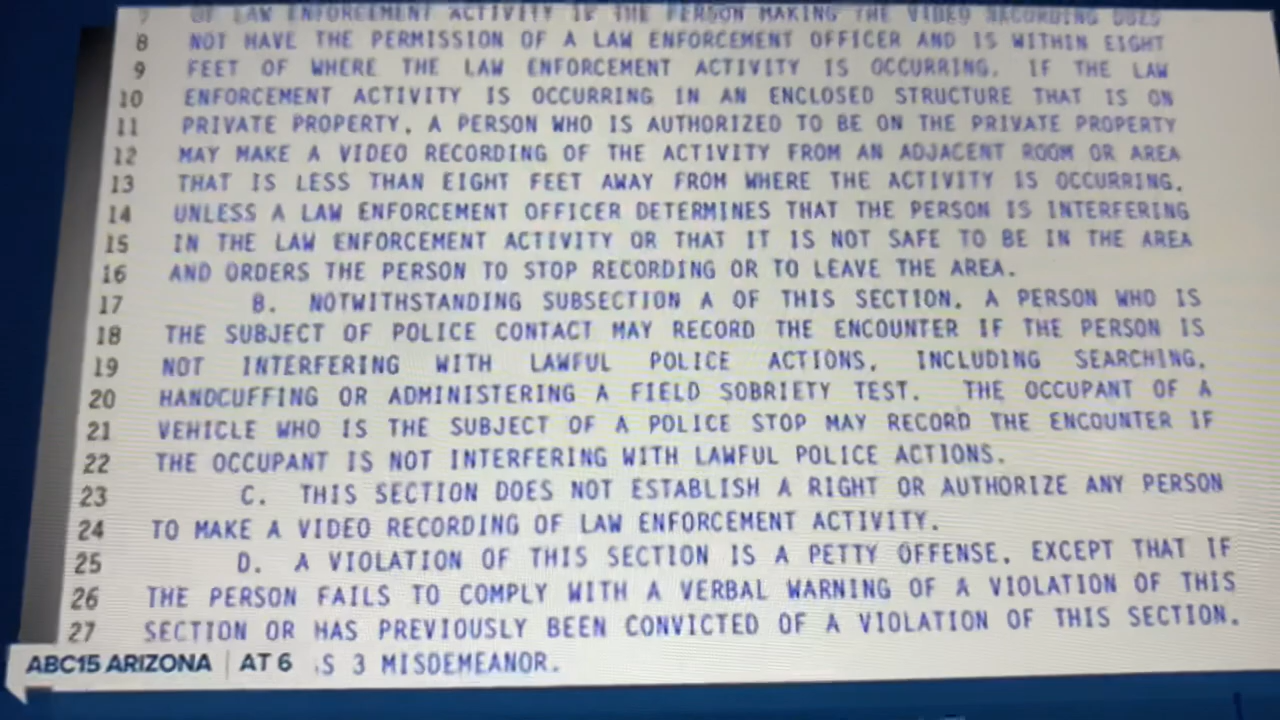 7 OF LAW ENFORCEMENT ACTIVITY IF THE PERSON MAKING THE VIDEO RECORDING DOES
8 NOT HAVE THE PERMISSION OF A LAW ENFORCEMENT OFFICER AND IS WITHIN EIGHT
9 FEET OF WHERE THE LAW ENFORCEMENT ACTIVITY IS OCCURRING. IF THE LAW
10 ENFORCEMENT ACTIVITY IS OCCURRING IN AN ENCLOSED STRUCTURE THAT IS ON
11 PRIVATE PROPERTY, A PERSON WHO IS AUTHORIZED TO BE ON THE PRIVATE PROPERTY
12 MAY MAKE A VIDEO RECORDING OF THE ACTIVITY FROM AN ADJACENT ROOM OR AREA
13 THAT IS LESS THAN EIGHT FEET AWAY FROM WHERE THE ACTIVITY IS OCCURRING,
14 UNLESS A LAW ENFORCEMENT OFFICER DETERMINES THAT THE PERSON IS INTERFERING
15 IN THE LAW ENFORCEMENT ACTIVITY OR THAT IT IS NOT SAFE TO BE IN THE AREA
16 AND ORDERS THE PERSON TO STOP RECORDING OR TO LEAVE THE AREA.
17 B. NOTWITHSTANDING SUBSECTION A OF THIS SECTION, A PERSON WHO IS
18 THE SUBJECT OF POLICE CONTACT MAY RECORD THE ENCOUNTER IF THE PERSON IS
19 NOT INTERFERING WITH LAWFUL POLICE ACTIONS, INCLUDING SEARCHING,
20 HANDCUFFING OR ADMINISTERING A FIELD SOBRIETY TEST. THE OCCUPANT OF A
21 VEHICLE WHO IS THE SUBJECT OF A POLICE STOP MAY RECORD THE ENCOUNTER IF
22 THE OCCUPANT IS NOT INTERFERING WITH LAWFUL POLICE ACTIONS.
23 C. THIS SECTION DOES NOT ESTABLISH A RIGHT OR AUTHORIZE ANY PERSON
24 TO MAKE A VIDEO RECORDING OF LAW ENFORCEMENT ACTIVITY.
25 D. A VIOLATION OF THIS SECTION IS A PETTY OFFENSE, EXCEPT THAT IF
26 THE PERSON FAILS TO COMPLY WITH A VERBAL WARNING OF A VIOLATION OF THIS
27 SECTION OR HAS PREVIOUSLY BEEN CONVICTED OF A VIOLATION OF THIS SECTION,
ABC15 ARIZONA | AT 6 S 3 MISDEMEANOR.